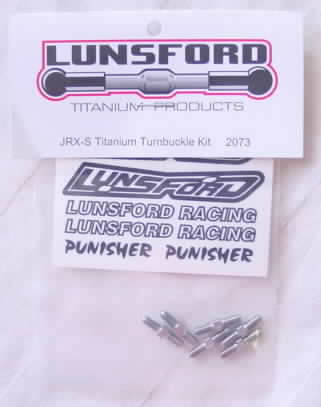 LUNSFORD
TITANIUM PRODUCTS
JRX-S Titanium Turnbuckle Kit 2073
LUNSFORD
LUNSFORD RACING
LUNSFORD RACING
PUNISHER PUNISHER